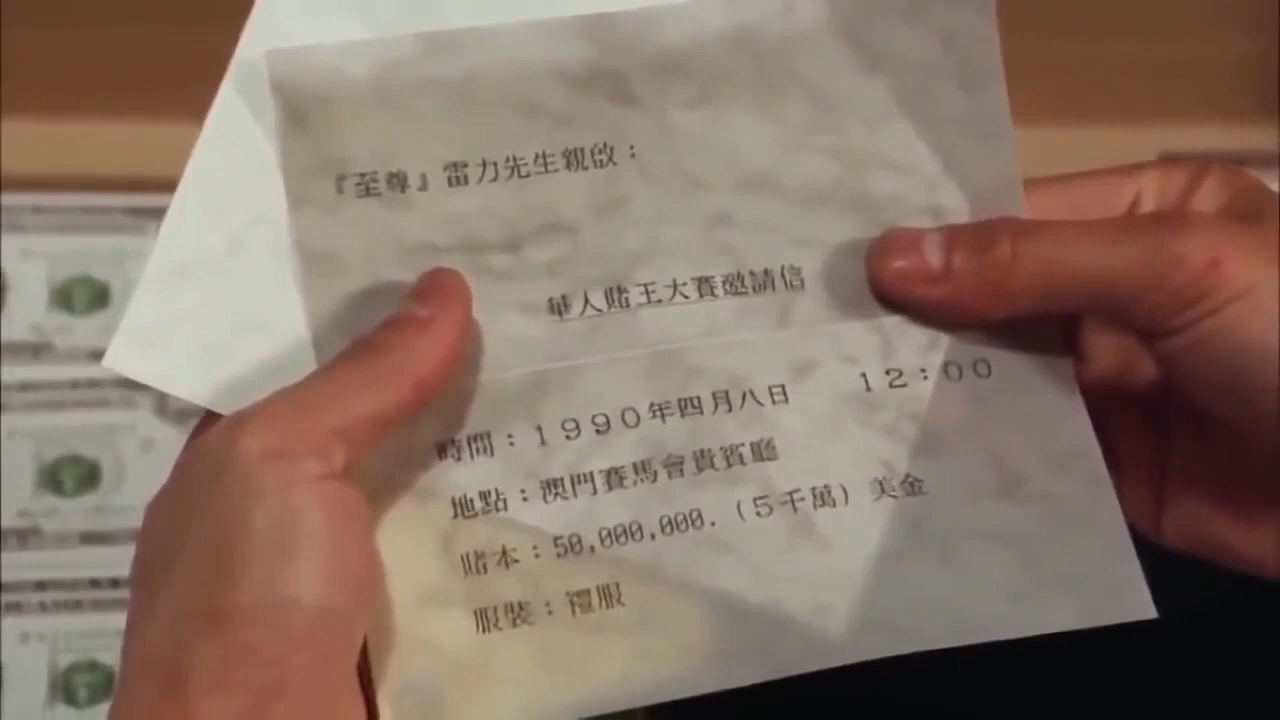 『至尊』雷力先生親啟：
華人賭王大賽邀請信
時間：１９９０年四月八日　１２：００
地點：澳門賽馬會貴賓廳
賭本：50,000,000.（５千萬）美金
服裝：禮服